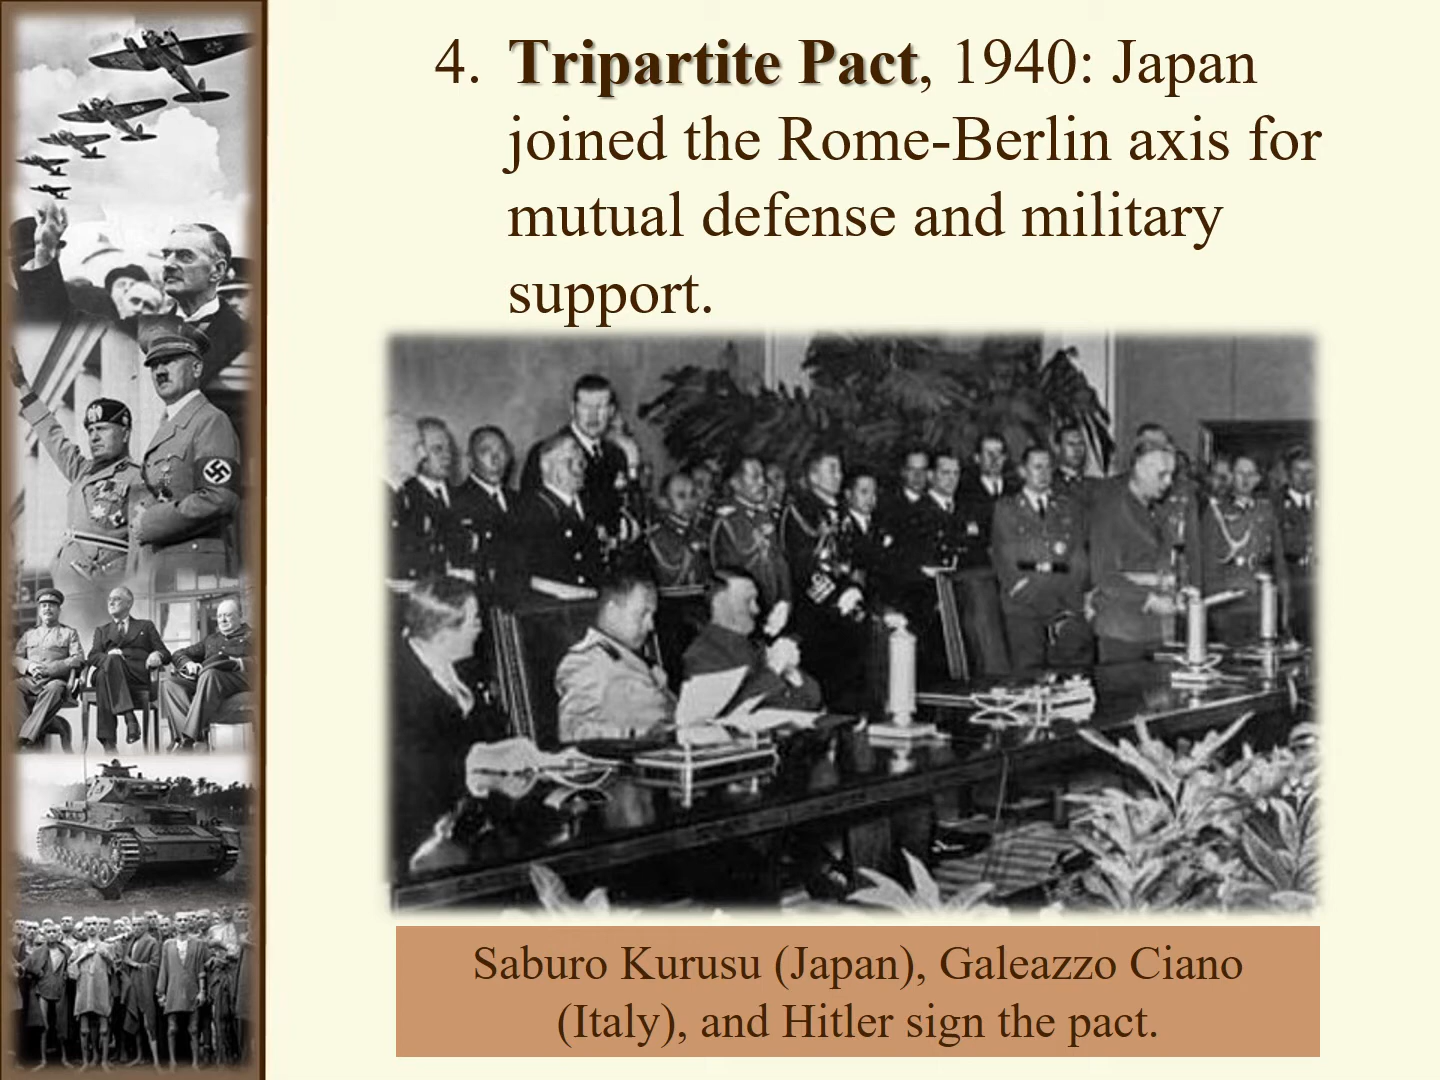 4. Tripartite Pact, 1940: Japan
joined the Rome-Berlin axis for
mutual defense and military
support.
Saburo Kurusu (Japan), Galeazzo Ciano
(Italy), and Hitler sign the pact.